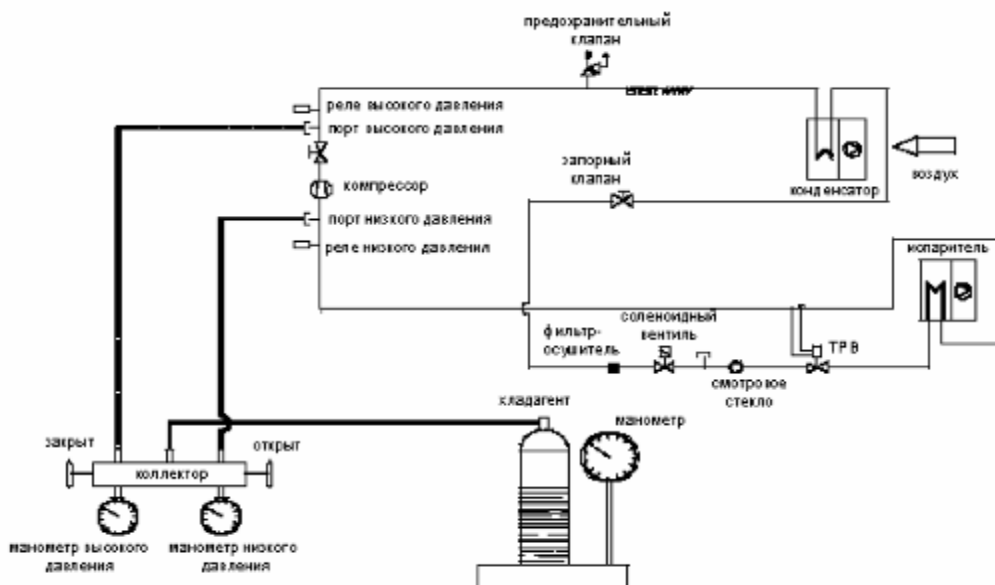 предохранительный
клапан
реле высокого давления
порт высокого давления
компрессор
порт низкого давления
реле низкого давления
запорный
клапан
конденсатор
воздух
испаритель
соленоидный
вентиль
фильтр-
осушитель
ТРВ
смотровое
стекло
хладагент
манометр
закрыт
открыт
коллектор
манометр высокого
давления
манометр низкого
давления